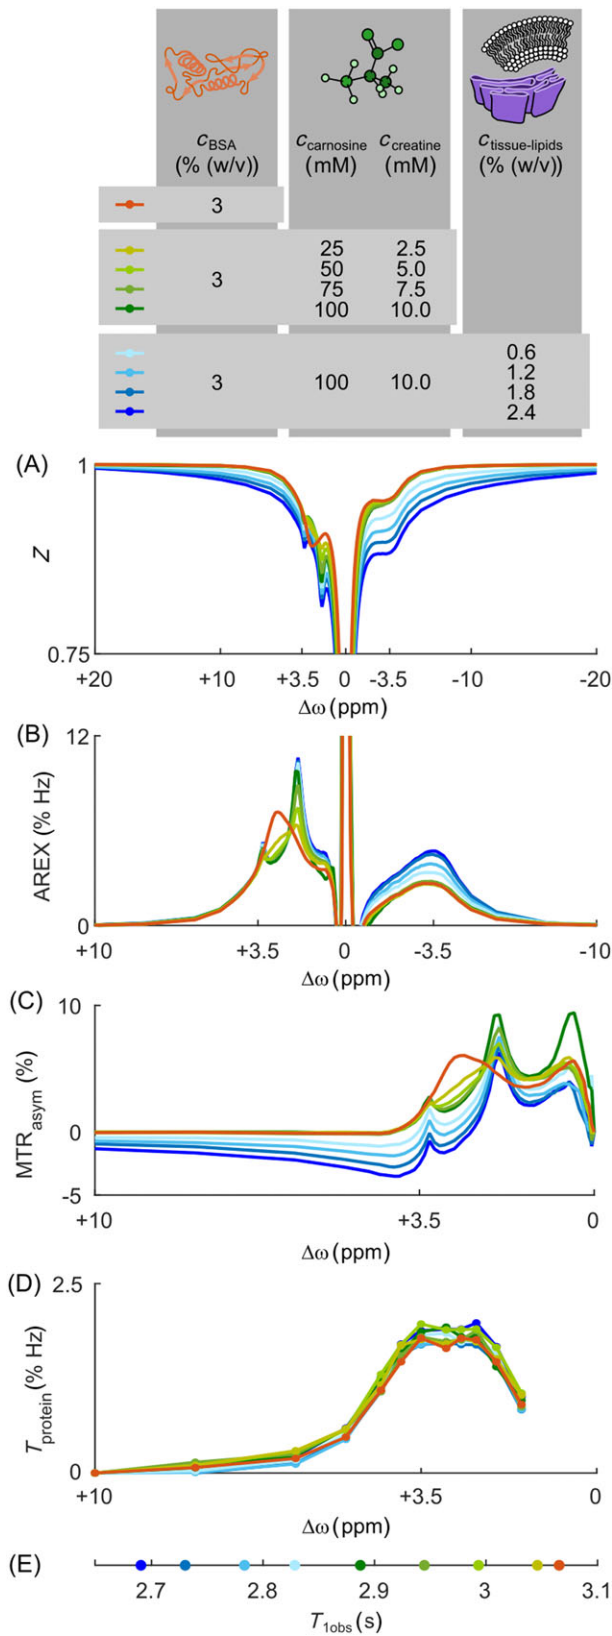 c_BSA c_carnosine c_creatine c_tissue-lipids
(% (w/v)) (mM) (mM) (% (w/v))
3
3
25 2.5
50 5.0
75 7.5
100 10.0
3 100 10.0
0.6
1.2
1.8
2.4
(A)
1
Z
0.75
+20 +10 +3.5 0 -3.5 -10 -20
Δω (ppm)
(B)
12
AREX (% Hz)
0
+10 +3.5 0 -3.5 -10
Δω (ppm)
(C)
10
MTR_asym (%)
0
-5
+10 +3.5 0
Δω (ppm)
(D)
2.5
T_protein (% Hz)
0
+10 +3.5 0
Δω (ppm)
(E)
2.7 2.8 2.9 3 3.1
T_1obs (s)